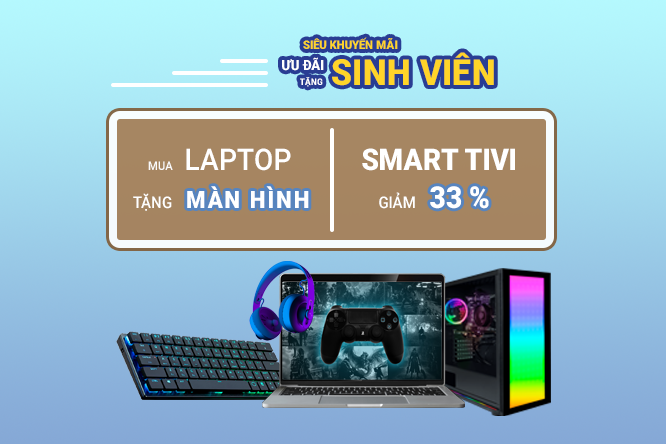 SIÊU KHUYẾN MÃI
ƯU ĐÃI
TẶNG
SINH VIÊN
MUA LAPTOP
TẶNG MÀN HÌNH
SMART TIVI
GIẢM 33 %